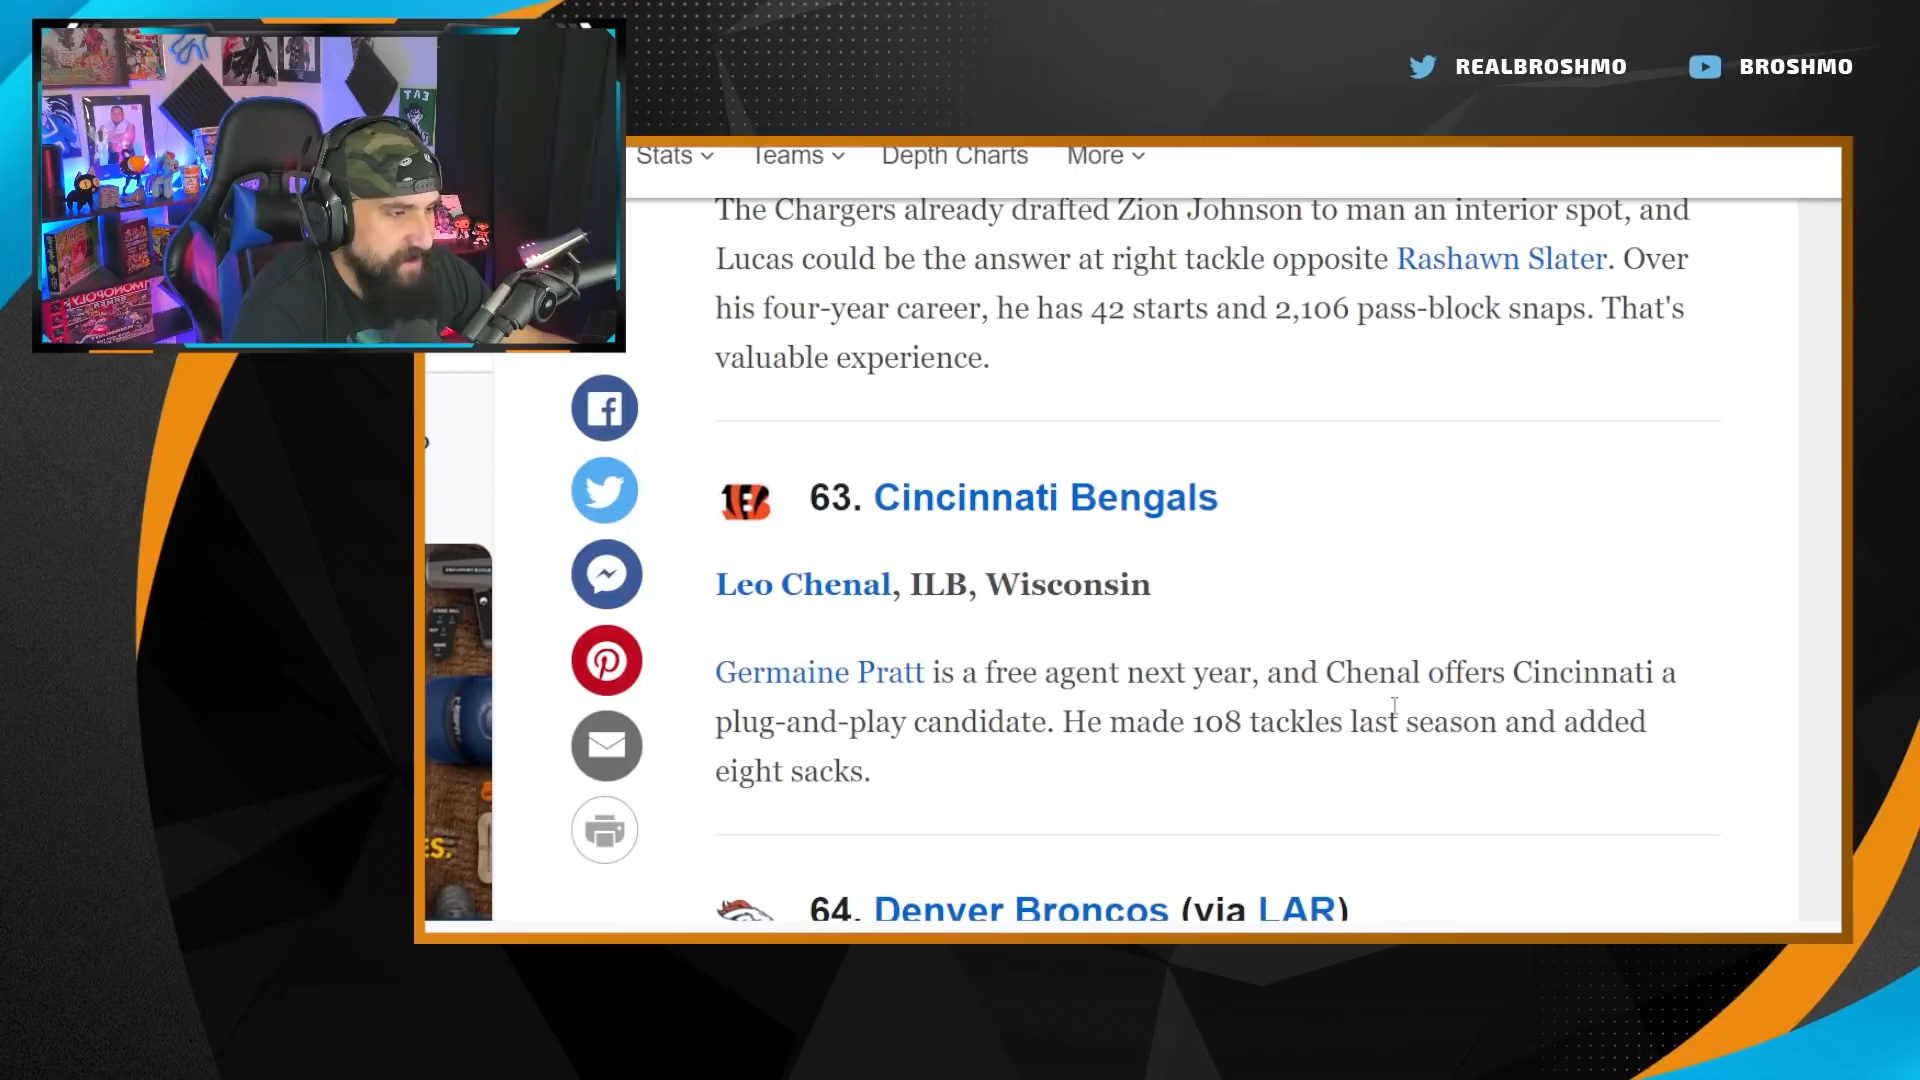 REALBROSHMO BROSHMO
Stats Teams Depth Charts More
The Chargers already drafted Zion Johnson to man an interior spot, and
Lucas could be the answer at right tackle opposite Rashawn Slater. Over
his four-year career, he has 42 starts and 2,106 pass-block snaps. That's
valuable experience.
63. Cincinnati Bengals
Leo Chenal, ILB, Wisconsin
Germaine Pratt is a free agent next year, and Chenal offers Cincinnati a
plug-and-play candidate. He made 108 tackles last season and added
eight sacks.
ES.
64. Denver Broncos (via LAR)